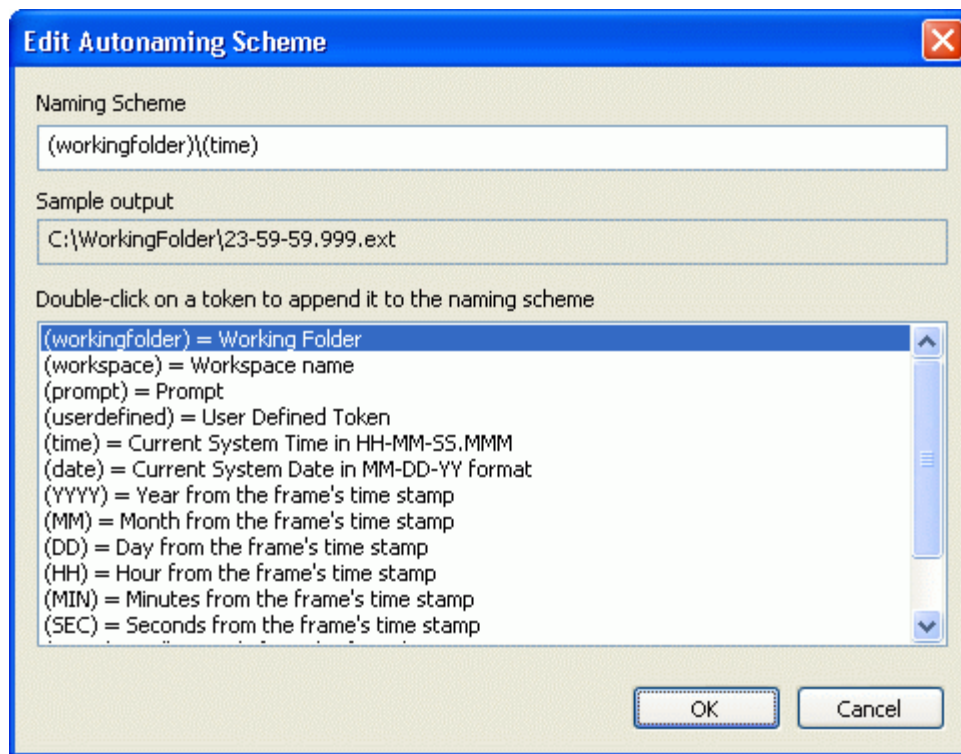 Edit Autonaming Scheme
Naming Scheme
(workingfolder)\(time)
Sample output
C:\WorkingFolder\23-59-59.999.ext
Double-click on a token to append it to the naming scheme
(workingfolder) = Working Folder
(workspace) = Workspace name
(prompt) = Prompt
(userdefined) = User Defined Token
(time) = Current System Time in HH-MM-SS.MMM
(date) = Current System Date in MM-DD-YY format
(YYYY) = Year from the frame's time stamp
(MM) = Month from the frame's time stamp
(DD) = Day from the frame's time stamp
(HH) = Hour from the frame's time stamp
(MIN) = Minutes from the frame's time stamp
(SEC) = Seconds from the frame's time stamp
OK Cancel